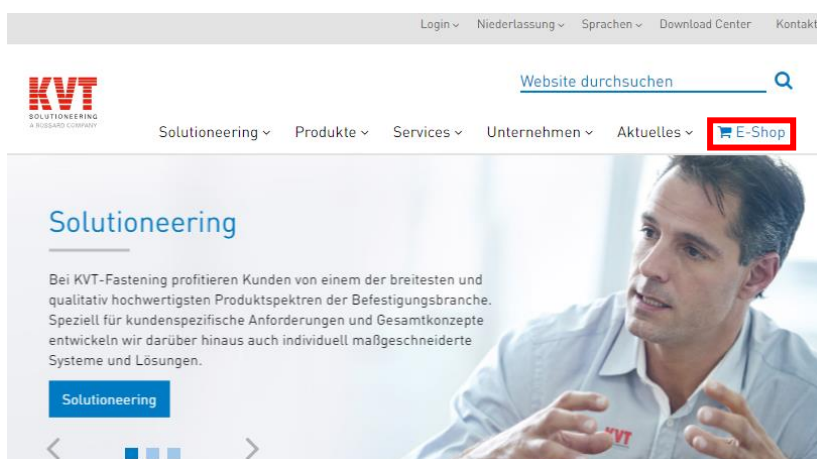 Login Niederlassung Sprachen Download Center Kontakt
Website durchsuchen
KVT
SOLUTIONEERING
A BOSSARD COMPANY
Solutioneering Produkte Services Unternehmen Aktuelles E-Shop
Solutioneering
Bei KVT-Fastening profitieren Kunden von einem der breitesten und
qualitativ hochwertigsten Produktspektren der Befestigungsbranche.
Speziell für kundenspezifische Anforderungen und Gesamtkonzepte
entwickeln wir darüber hinaus auch individuell maßgeschneiderte
Systeme und Lösungen.
Solutioneering
KVT